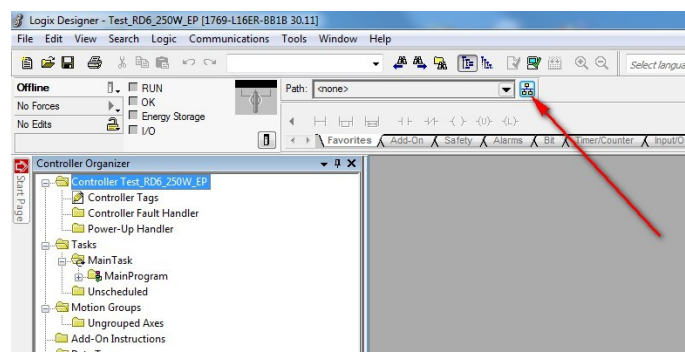 Logix Designer - Test_RD6_250W_EP [1769-L16ER-BB1B 30.11]
File Edit View Search Logic Communications Tools Window Help
Select langua
Offline RUN Path: <none>
No Forces OK
No Edits Energy Storage
I/O
Favorites Add-On Safety Alarms Bit Timer/Counter Input/O
Controller Organizer
Start Page
Controller Test_RD6_250W_EP
Controller Tags
Controller Fault Handler
Power-Up Handler
Tasks
MainTask
MainProgram
Unscheduled
Motion Groups
Ungrouped Axes
Add-On Instructions